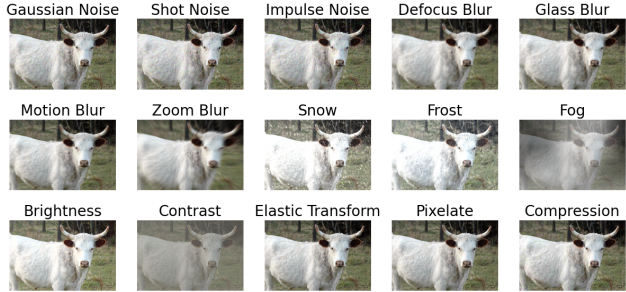 Gaussian Noise Shot Noise Impulse Noise Defocus Blur Glass Blur
Motion Blur Zoom Blur Snow Frost Fog
Brightness Contrast Elastic Transform Pixelate Compression